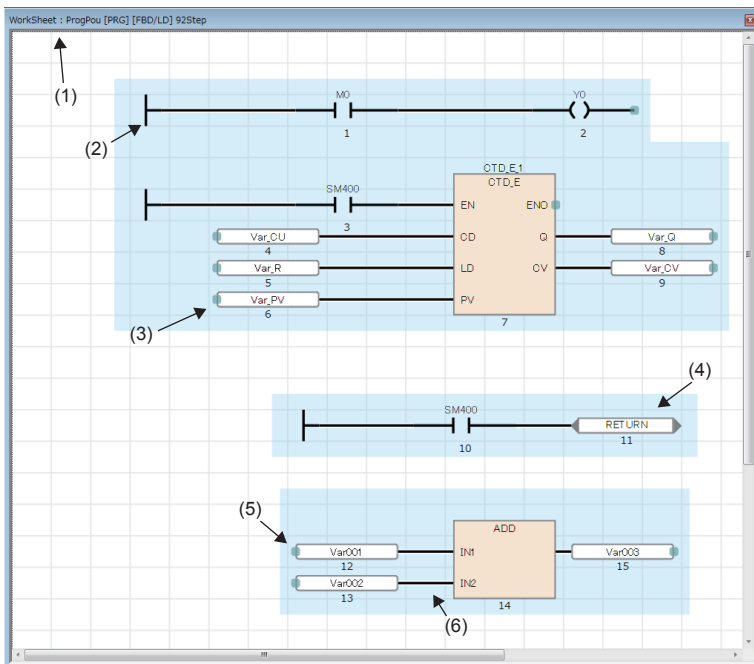 WorkSheet : ProgPou [PRG] [FBD/LD] 92Step
(1)
M0
Y0
1
2
(2)
CTD_E_1
CTD_E
SM400
EN
ENO
3
Var_CU
CD
Q
Var_Q
4
8
Var_R
LD
CV
Var_CV
5
9
Var_PV
PV
6
7
(3)
(4)
SM400
RETURN
10
11
(5)
ADD
Var001
IN1
Var003
12
15
Var002
IN2
13
14
(6)